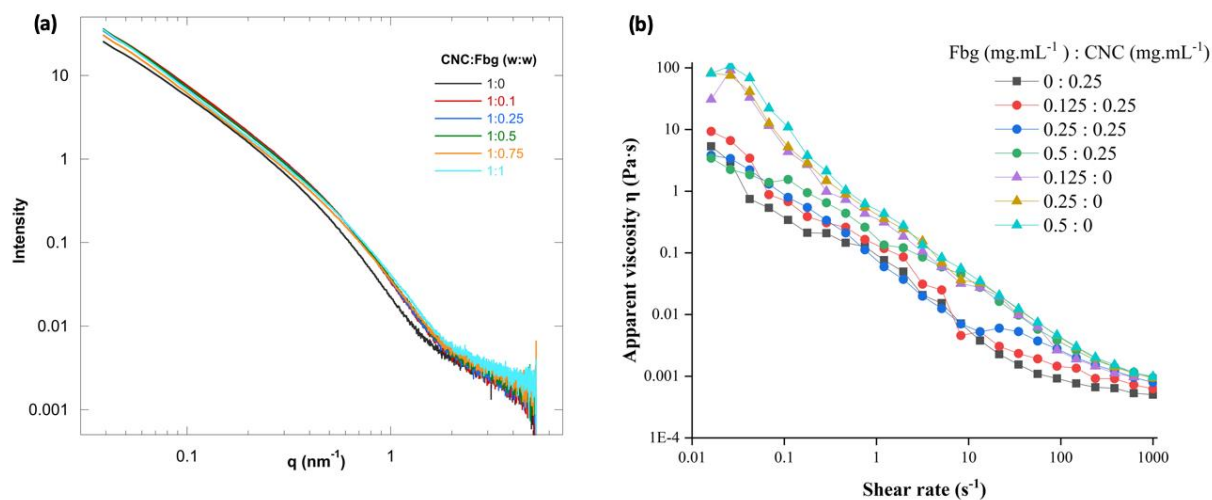 (a)
10
1
0.1
0.01
0.001
Intensity
0.1
1
q (nm⁻¹)
CNC:Fbg (w:w)
1:0
1:0.1
1:0.25
1:0.5
1:0.75
1:1
(b)
100
10
1
0.1
0.01
0.001
1E-4
Apparent viscosity η (Pa·s)
0.01
0.1
1
10
100
1000
Shear rate (s⁻¹)
Fbg (mg.mL⁻¹ ) : CNC (mg.mL⁻¹)
0 : 0.25
0.125 : 0.25
0.25 : 0.25
0.5 : 0.25
0.125 : 0
0.25 : 0
0.5 : 0